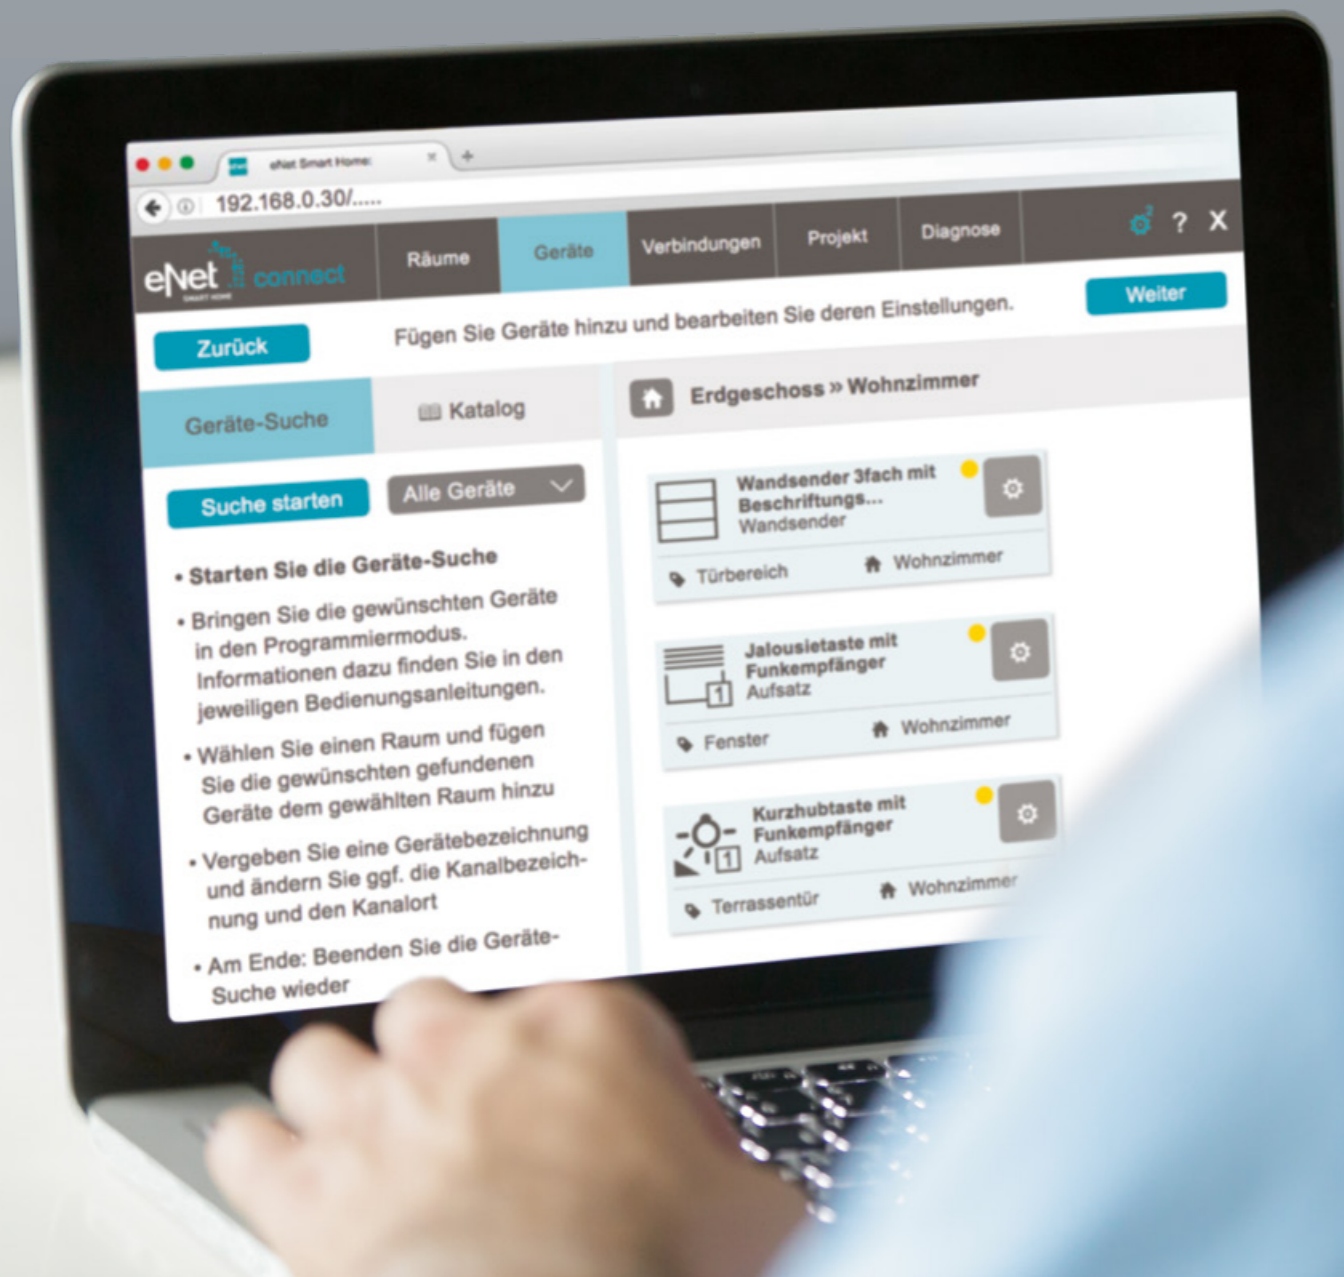 eNet Smart Home:
192.168.0.30/.....
eNet connect
SMART HOME
Räume
Geräte
Verbindungen
Projekt
Diagnose
2
?
X
Zurück
Fügen Sie Geräte hinzu und bearbeiten Sie deren Einstellungen.
Weiter
Geräte-Suche
Katalog
Erdgeschoss » Wohnzimmer
Suche starten
Alle Geräte
• Starten Sie die Geräte-Suche
• Bringen Sie die gewünschten Geräte
in den Programmiermodus.
Informationen dazu finden Sie in den
jeweiligen Bedienungsanleitungen.
• Wählen Sie einen Raum und fügen
Sie die gewünschten gefundenen
Geräte dem gewählten Raum hinzu
• Vergeben Sie eine Gerätebezeichnung
und ändern Sie ggf. die Kanalbezeich-
nung und den Kanalort
• Am Ende: Beenden Sie die Geräte-
Suche wieder
Wandsender 3fach mit
Beschriftungs...
Wandsender
Türbereich
Wohnzimmer
Jalousietaste mit
Funkempfänger
Aufsatz
1
Fenster
Wohnzimmer
Kurzhubtaste mit
Funkempfänger
Aufsatz
1
Terrassentür
Wohnzimmer